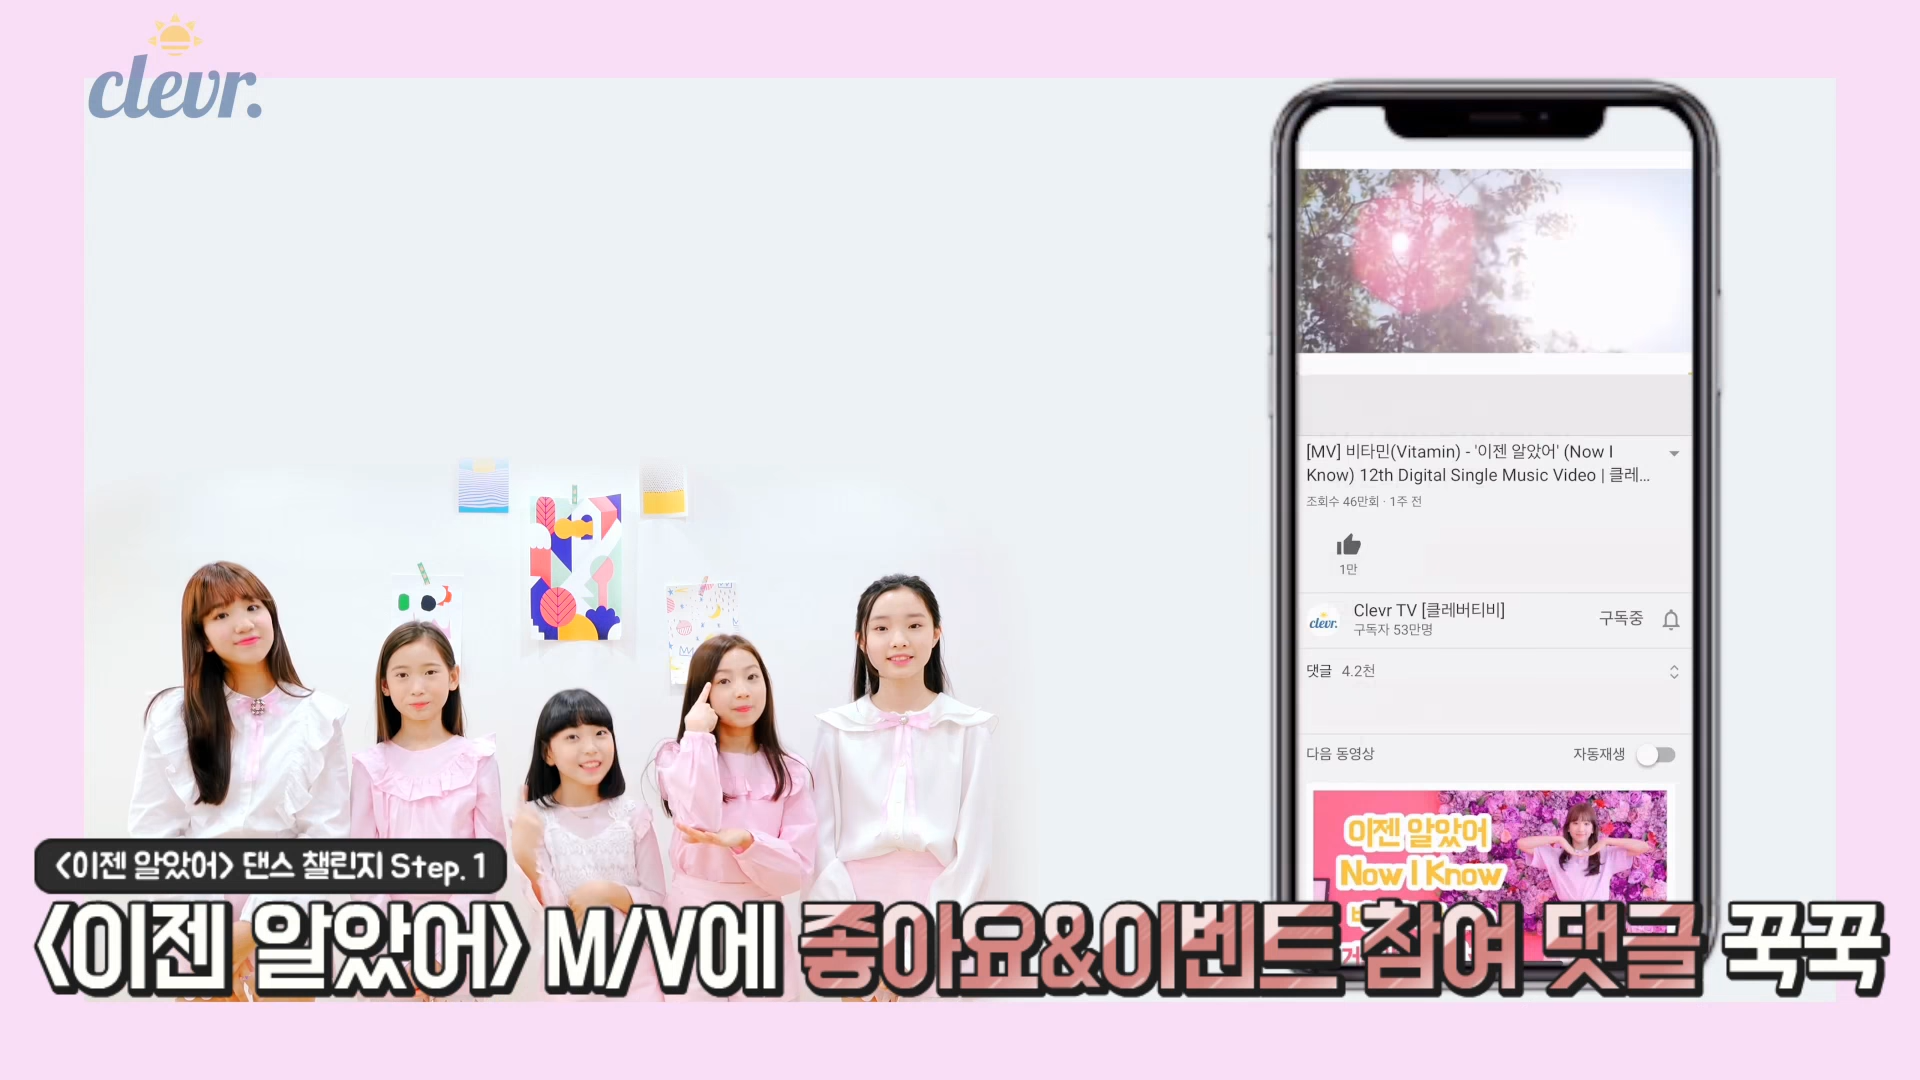 clevr.
[MV] 비타민(Vitamin) - '이젠 알았어' (Now I
Know) 12th Digital Single Music Video | 클레...
조회수 46만회 · 1주 전
1만
clevr.
Clevr TV [클레버티비]
구독자 53만명
구독중
댓글 4.2천
다음 동영상
자동재생
이젠 알았어
Now I Know
<이젠 알았어> 댄스 챌린지 Step. 1
<이젠 알았어> M/V에 좋아요&이벤트 참여 댓글 꾹꾹